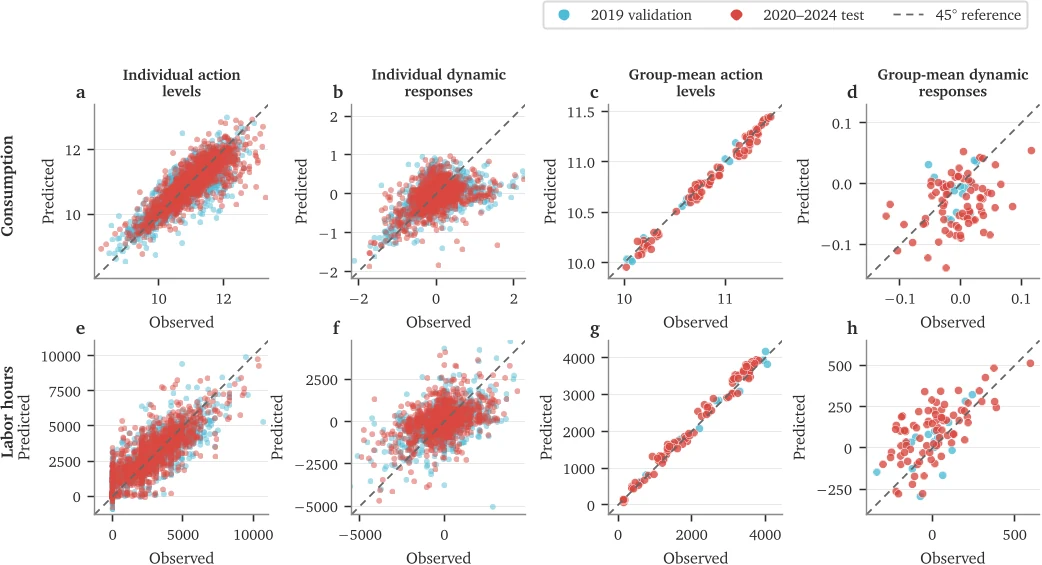 2019 validation
2020–2024 test
45° reference
Individual action
levels
Individual dynamic
responses
Group-mean action
levels
Group-mean dynamic
responses
Consumption
a
Predicted
12
10
10
12
Observed
b
Predicted
2
1
0
−1
−2
−2
0
2
Observed
c
Predicted
11.5
11.0
10.5
10.0
10
11
Observed
d
Predicted
0.1
0.0
−0.1
−0.1
0.0
0.1
Observed
Labor hours
e
Predicted
10000
7500
5000
2500
0
0
5000
10000
Observed
f
Predicted
2500
0
−2500
−5000
−5000
0
Observed
g
Predicted
4000
3000
2000
1000
0
0
2000
4000
Observed
h
Predicted
500
250
0
−250
0
500
Observed